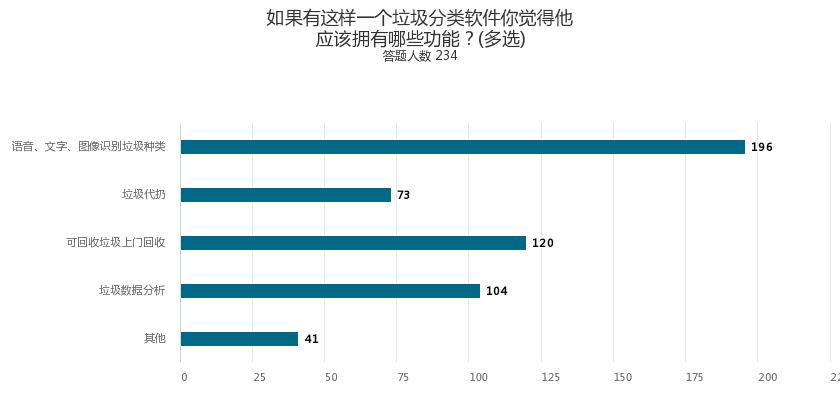 如果有这样一个垃圾分类软件你觉得他
应该拥有哪些功能？(多选)
答题人数 234
语音、文字、图像识别垃圾种类 196
垃圾代扔 73
可回收垃圾上门回收 120
垃圾数据分析 104
其他 41
0 25 50 75 100 125 150 175 200